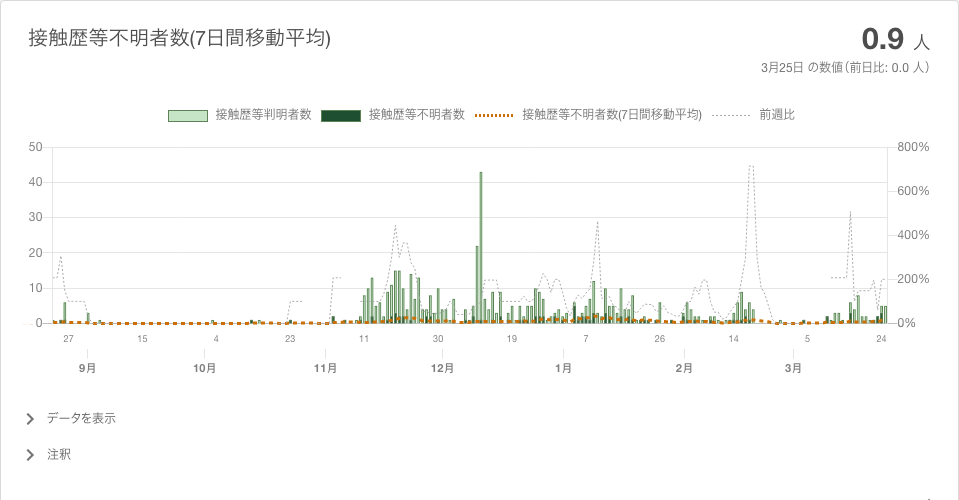 接触歴等不明者数(7日間移動平均)
0.9 人
3月25日 の数値（前日比: 0.0 人）
接触歴等判明者数 接触歴等不明者数 接触歴等不明者数(7日間移動平均) 前週比
50 800%
40 600%
30 400%
20 200%
10 0%
0
27 15 4 23 11 30 19 7 26 14 5 24
9月 10月 11月 12月 1月 2月 3月
データを表示
注釈